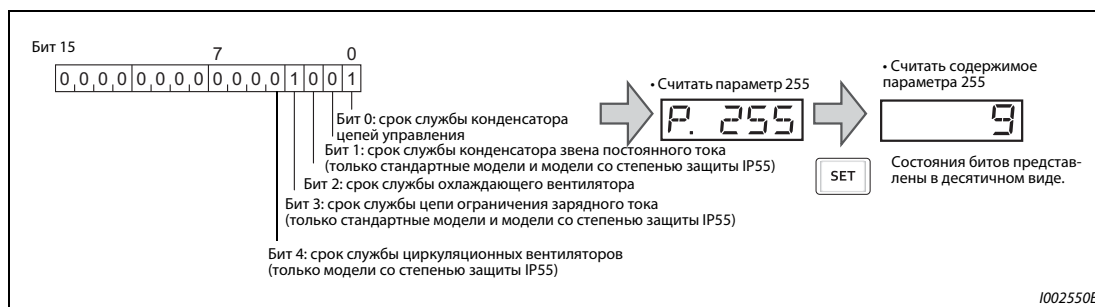 Бит 15 7 0
0 0 0 0 0 0 0 0 0 0 0 0 1 0 0 1
Бит 0: срок службы конденсатора
цепей управления
Бит 1: срок службы конденсатора звена постоянного тока
(только стандартные модели и модели со степенью защиты IP55)
Бит 2: срок службы охлаждающего вентилятора
Бит 3: срок службы цепи ограничения зарядного тока
(только стандартные модели и модели со степенью защиты IP55)
Бит 4: срок службы циркуляционных вентиляторов
(только модели со степенью защиты IP55)
• Считать параметр 255
P. 255
• Считать содержимое
параметра 255
9
SET
Состояния битов представ-
лены в десятичном виде.
I002550E